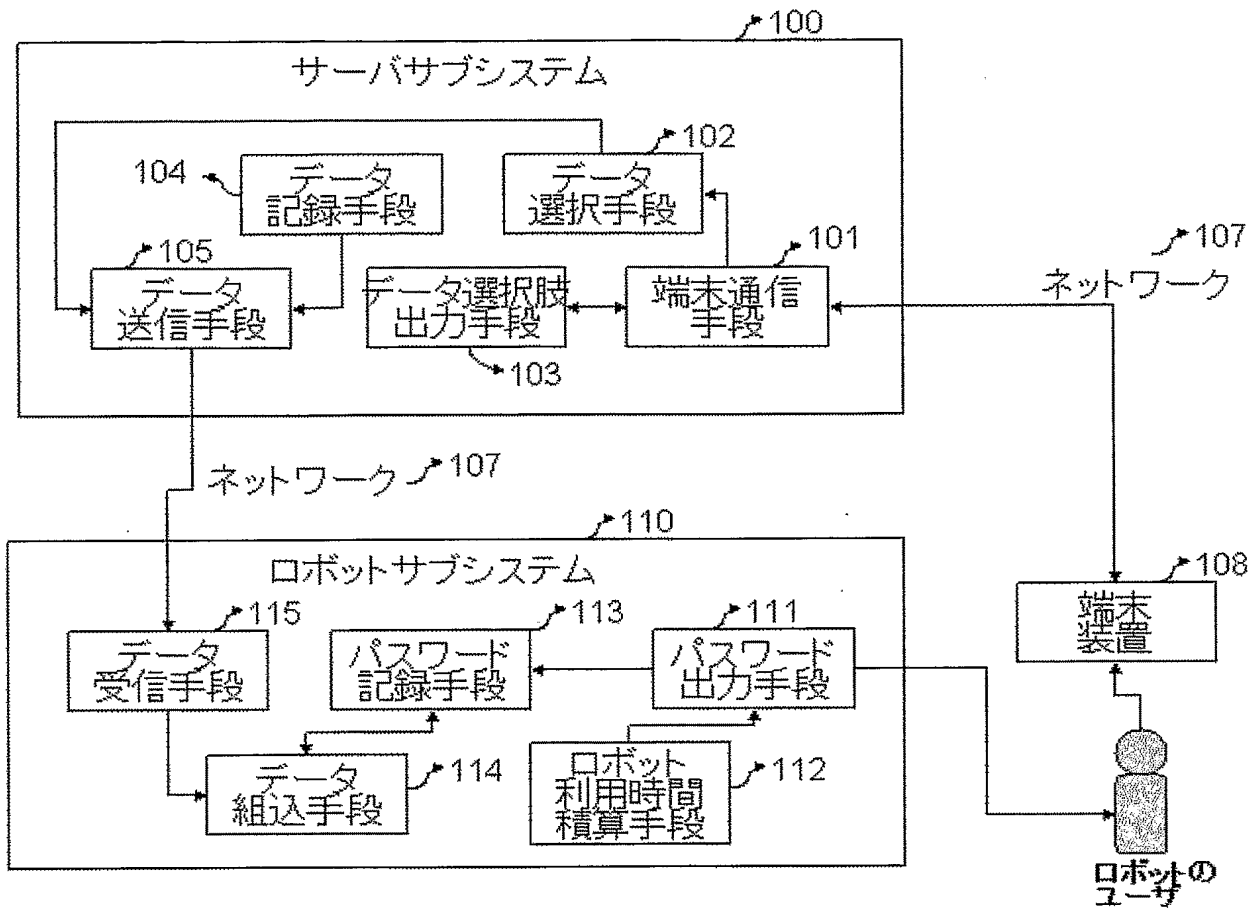 100
サーバサブシステム
102
104
データ
記録手段
データ
選択手段
105
101
107
ネットワーク
データ
送信手段
データ選択肢
出力手段
端末通信
手段
103
ネットワーク
107
110
ロボットサブシステム
108
端末
装置
115
113
111
データ
受信手段
パスワード
記録手段
パスワード
出力手段
データ
組込手段
114
ロボット
利用時間
積算手段
112
ロボットの
ユーザ